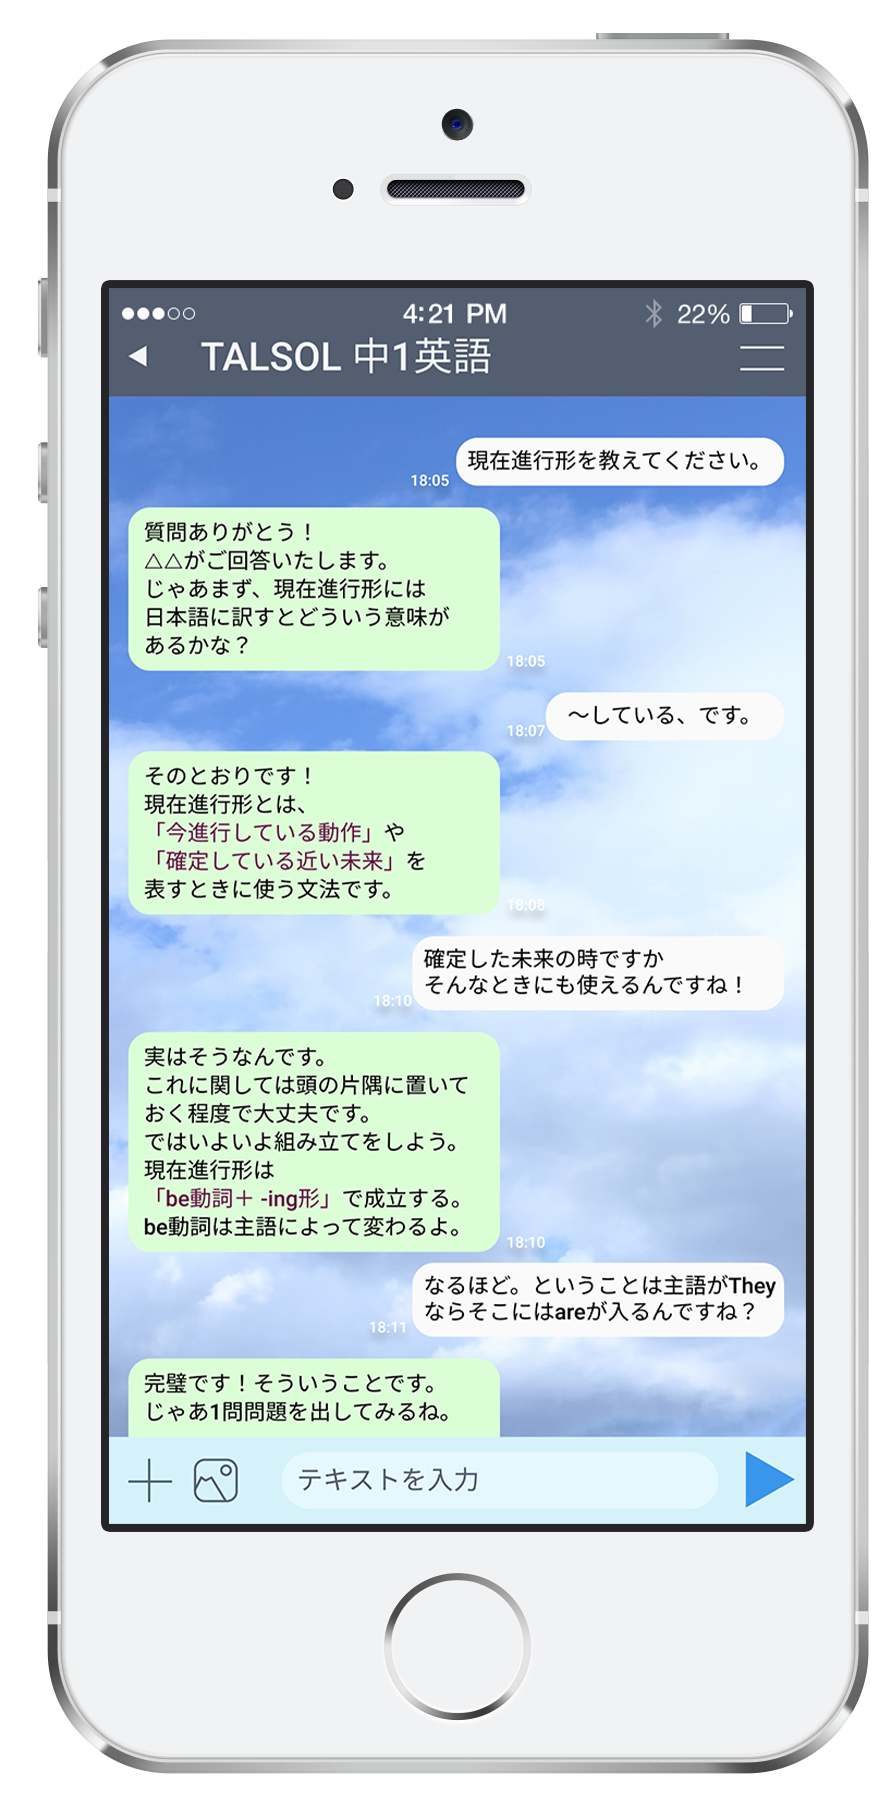 4:21 PM
22%
TALSOL 中1英語
現在進行形を教えてください。
18:05
質問ありがとう！
△△がご回答いたします。
じゃあまず、現在進行形には
日本語に訳すとどういう意味が
あるかな？
18:05
～している、です。
18:07
そのとおりです！
現在進行形とは、
「今進行している動作」や
「確定している近い未来」を
表すときに使う文法です。
18:08
確定した未来の時ですか
そんなときにも使えるんですね！
18:10
実はそうなんです。
これに関しては頭の片隅に置いて
おく程度で大丈夫です。
ではいよいよ組み立てをしよう。
現在進行形は
「be動詞＋ -ing形」で成立する。
be動詞は主語によって変わるよ。
18:10
なるほど。ということは主語がThey
ならそこにはareが入るんですね？
18:11
完璧です！そういうことです。
じゃあ1問問題を出してみるね。
テキストを入力